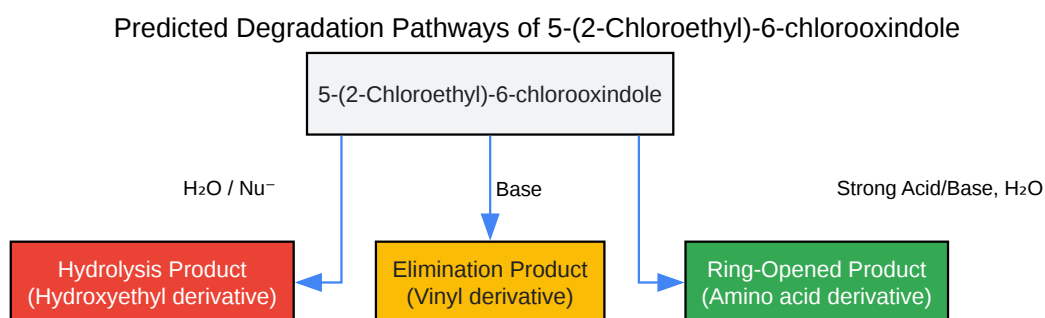 Predicted Degradation Pathways of 5-(2-Chloroethyl)-6-chlorooxindole
5-(2-Chloroethyl)-6-chlorooxindole
H₂O / Nu⁻
Base
Strong Acid/Base, H₂O
Hydrolysis Product
(Hydroxyethyl derivative)
Elimination Product
(Vinyl derivative)
Ring-Opened Product
(Amino acid derivative)